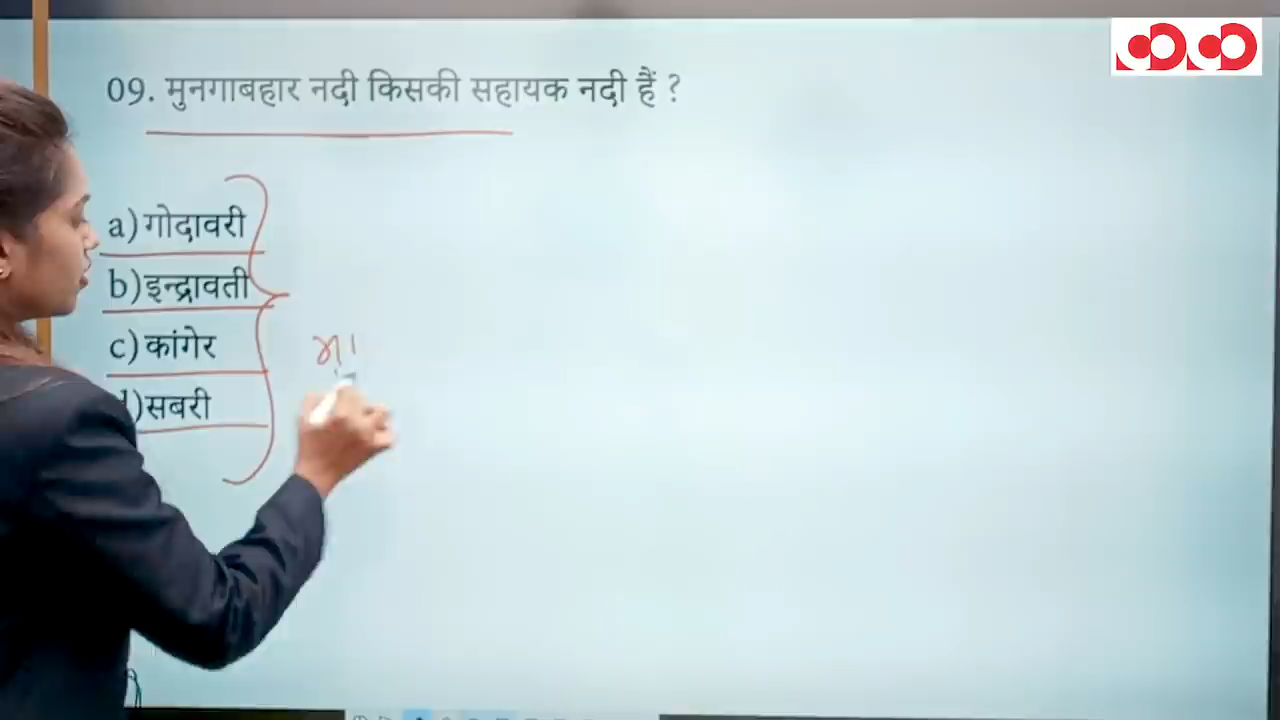 09. मुनगाबहार नदी किसकी सहायक नदी हैं ?
a)गोदावरी
b)इन्द्रावती
c)कांगेर
)सबरी